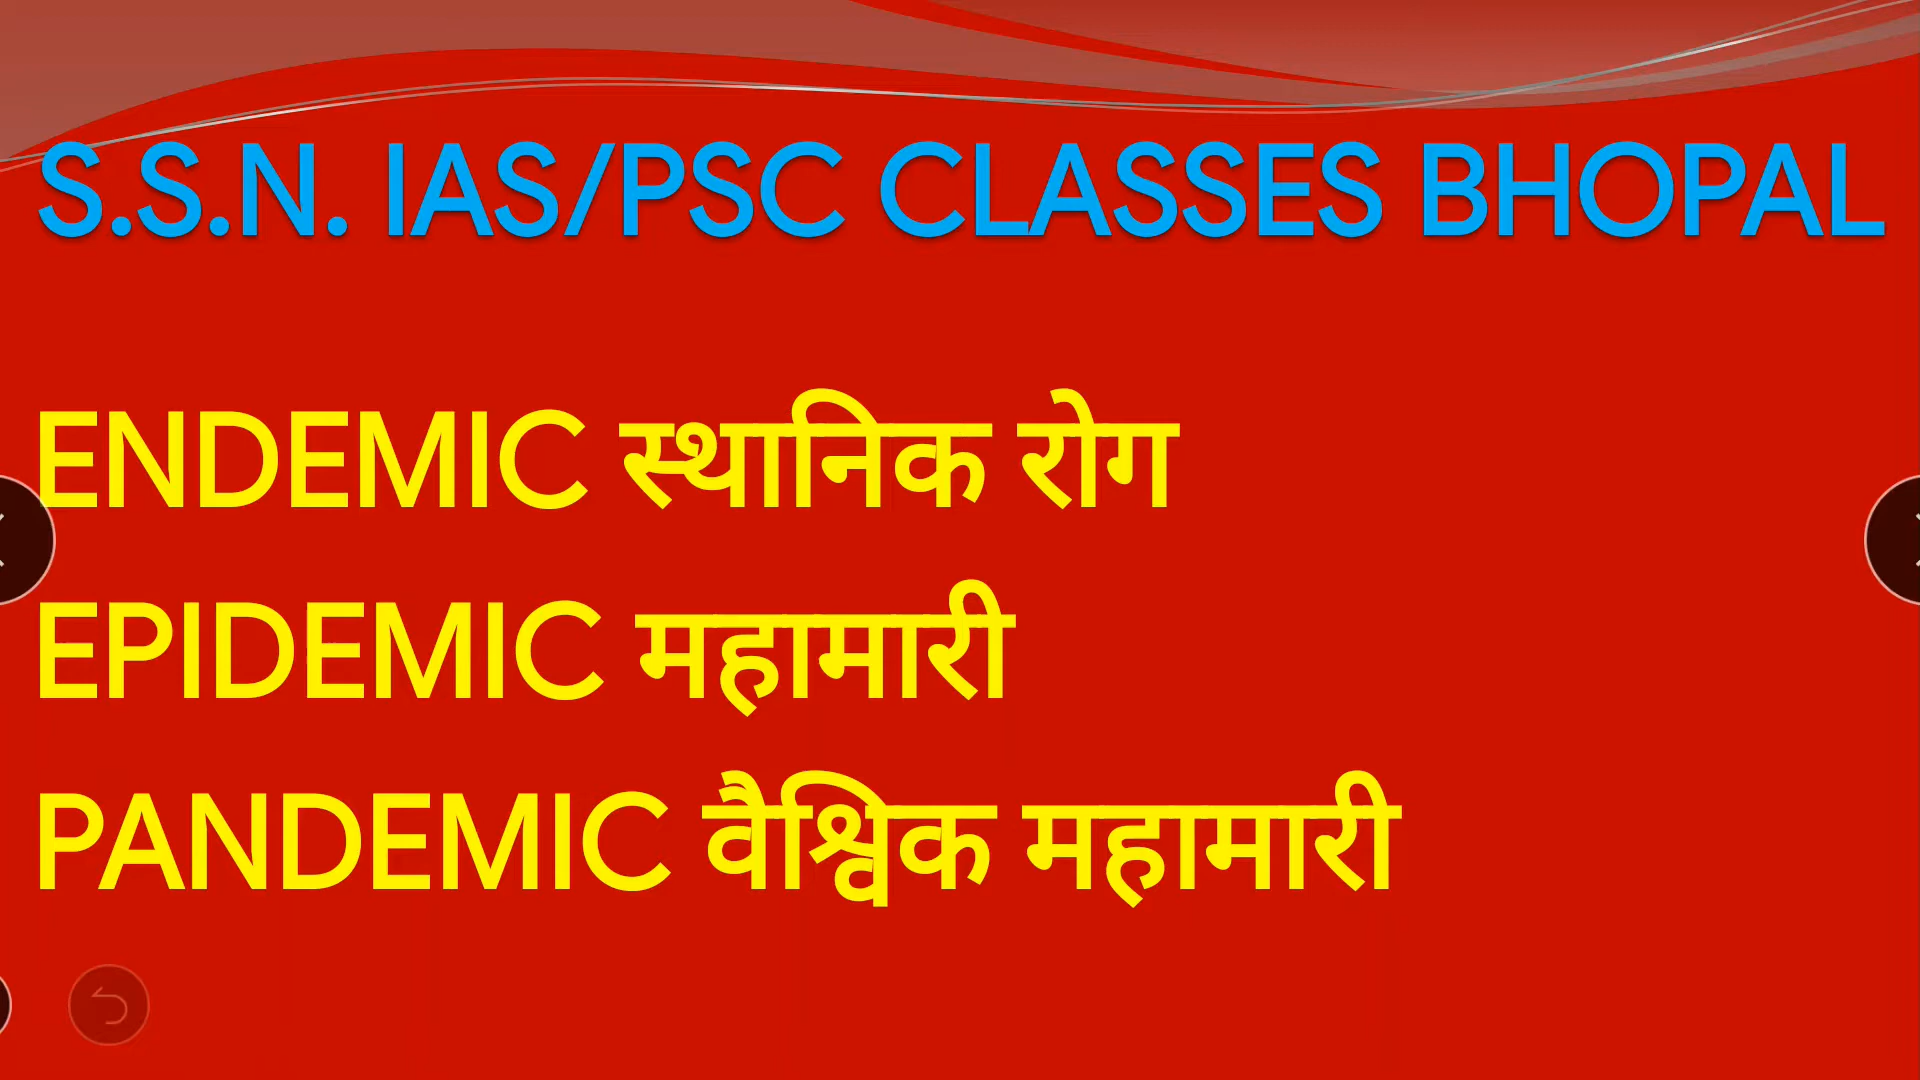 S.S.N. IAS/PSC CLASSES BHOPAL
ENDEMIC स्थानिक रोग
EPIDEMIC महामारी
PANDEMIC वैश्विक महामारी